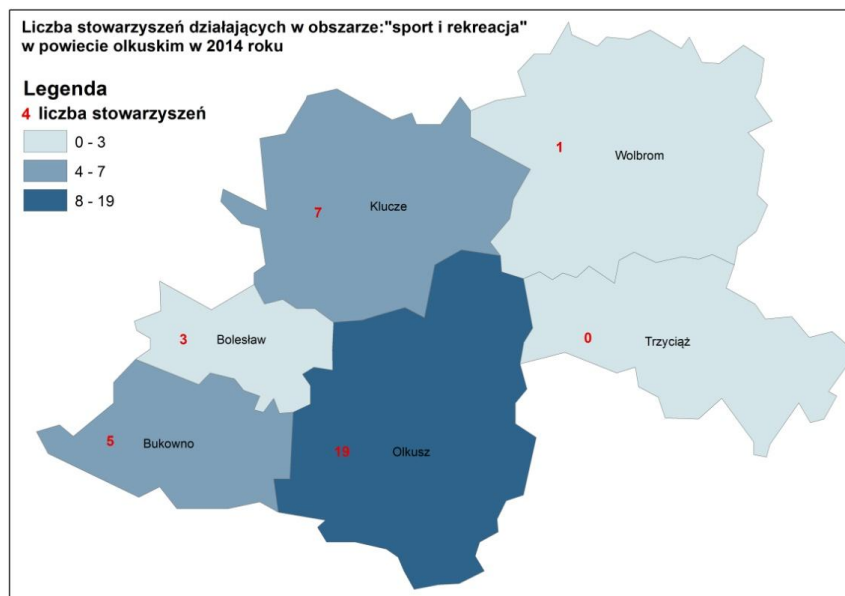 Liczba stowarzyszeń działających w obszarze:"sport i rekreacja"
w powiecie olkuskim w 2014 roku
Legenda
4 liczba stowarzyszeń
0 - 3
4 - 7
8 - 19
1
Wolbrom
7
Klucze
3
Bolesław
0
Trzyciąż
5
Bukowno
19
Olkusz